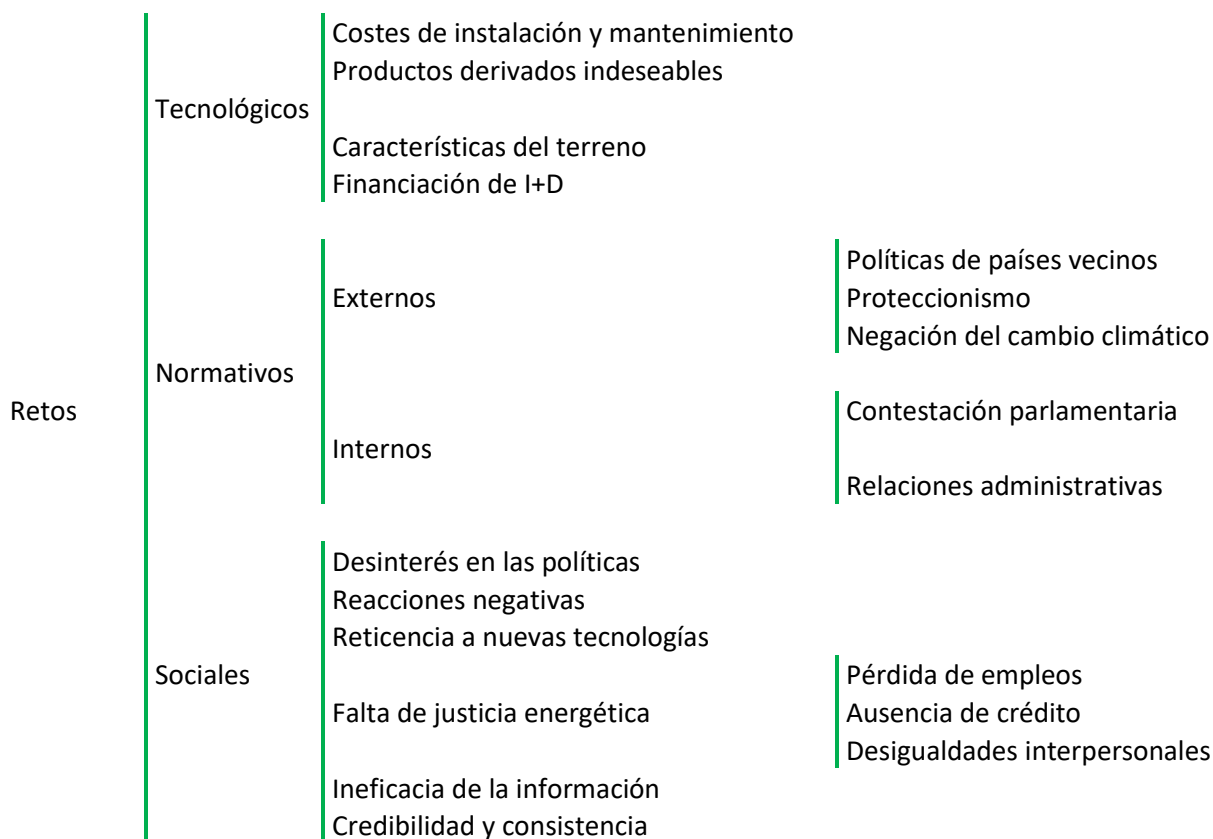 Retos
Tecnológicos
Costes de instalación y mantenimiento
Productos derivados indeseables
Características del terreno
Financiación de I+D
Normativos
Externos
Políticas de países vecinos
Proteccionismo
Negación del cambio climático
Internos
Contestación parlamentaria
Relaciones administrativas
Sociales
Desinterés en las políticas
Reacciones negativas
Reticencia a nuevas tecnologías
Falta de justicia energética
Pérdida de empleos
Ausencia de crédito
Desigualdades interpersonales
Ineficacia de la información
Credibilidad y consistencia